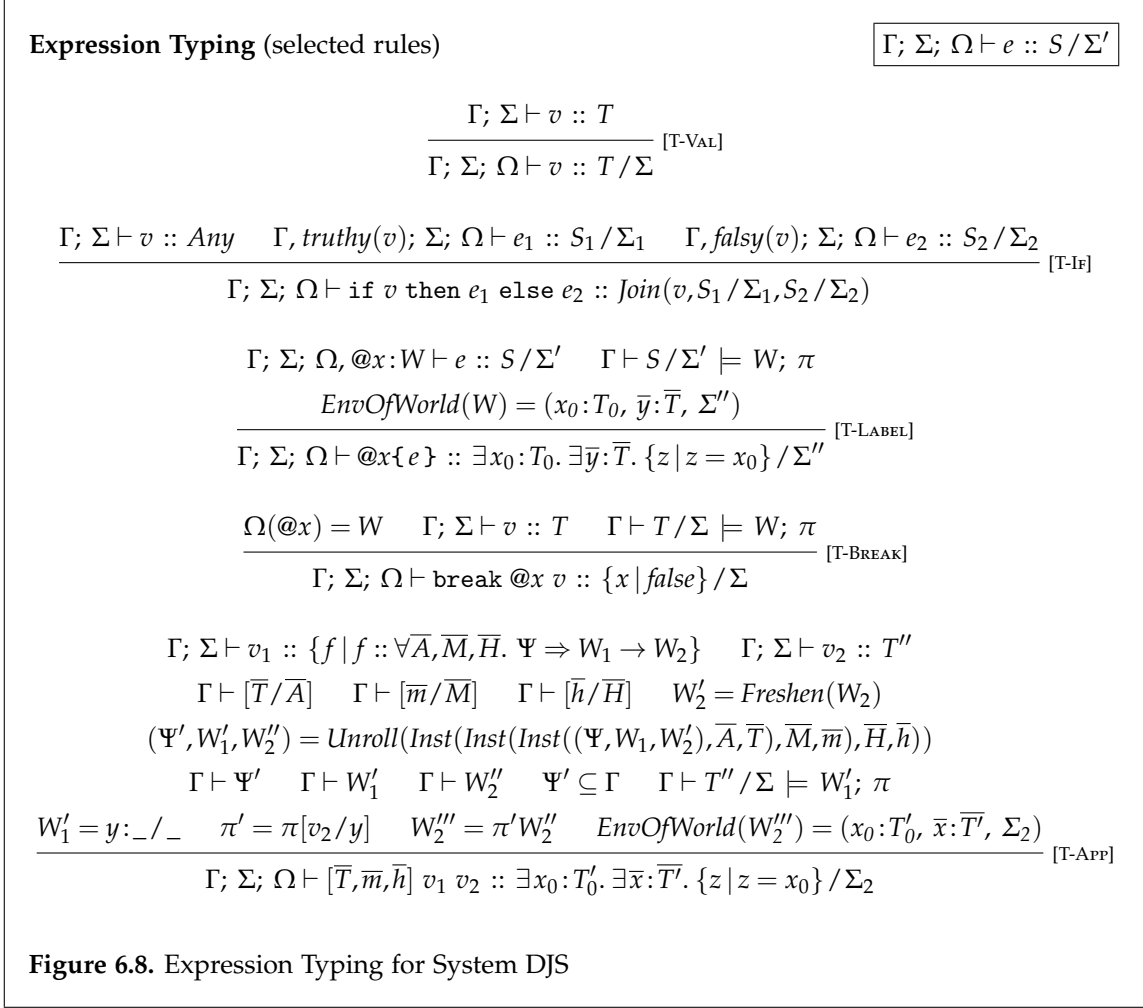 Expression Typing (selected rules) Γ; Σ; Ω ⊢ e :: S / Σ′
Γ; Σ ⊢ v :: T
[T-Val]
Γ; Σ; Ω ⊢ v :: T / Σ
Γ; Σ ⊢ v :: Any Γ, truthy(v); Σ; Ω ⊢ e₁ :: S₁ / Σ₁ Γ, falsy(v); Σ; Ω ⊢ e₂ :: S₂ / Σ₂
[T-If]
Γ; Σ; Ω ⊢ if v then e₁ else e₂ :: Join(v, S₁ / Σ₁, S₂ / Σ₂)
Γ; Σ; Ω, @x : W ⊢ e :: S / Σ′ Γ ⊢ S / Σ′ ⊨ W; π
EnvOfWorld(W) = (x₀ : T₀, y̅ : T̅, Σ″)
[T-Label]
Γ; Σ; Ω ⊢ @x{ e } :: ∃x₀ : T₀. ∃y̅ : T̅. {z | z = x₀} / Σ″
Ω(@x) = W Γ; Σ ⊢ v :: T Γ ⊢ T / Σ ⊨ W; π
[T-Break]
Γ; Σ; Ω ⊢ break @x v :: {x | false} / Σ
Γ; Σ ⊢ v₁ :: {f | f :: ∀A̅, M̅, H̅. Ψ ⇒ W₁ → W₂} Γ; Σ ⊢ v₂ :: T″
Γ ⊢ [T̅/A̅] Γ ⊢ [m̅/M̅] Γ ⊢ [h̅/H̅] W₂′ = Freshen(W₂)
(Ψ′, W₁′, W₂″) = Unroll(Inst(Inst(Inst((Ψ, W₁, W₂′), A̅, T̅), M̅, m̅), H̅, h̅))
Γ ⊢ Ψ′ Γ ⊢ W₁′ Γ ⊢ W₂″ Ψ′ ⊆ Γ Γ ⊢ T″ / Σ ⊨ W₁′; π
W₁′ = y : _ / _ π′ = π[v₂/y] W₂‴ = π′W₂″ EnvOfWorld(W₂‴) = (x₀ : T₀′, x̅ : T̅′, Σ₂)
[T-App]
Γ; Σ; Ω ⊢ [T̅, m̅, h̅] v₁ v₂ :: ∃x₀ : T₀′. ∃x̅ : T̅′. {z | z = x₀} / Σ₂
Figure 6.8. Expression Typing for System DJS